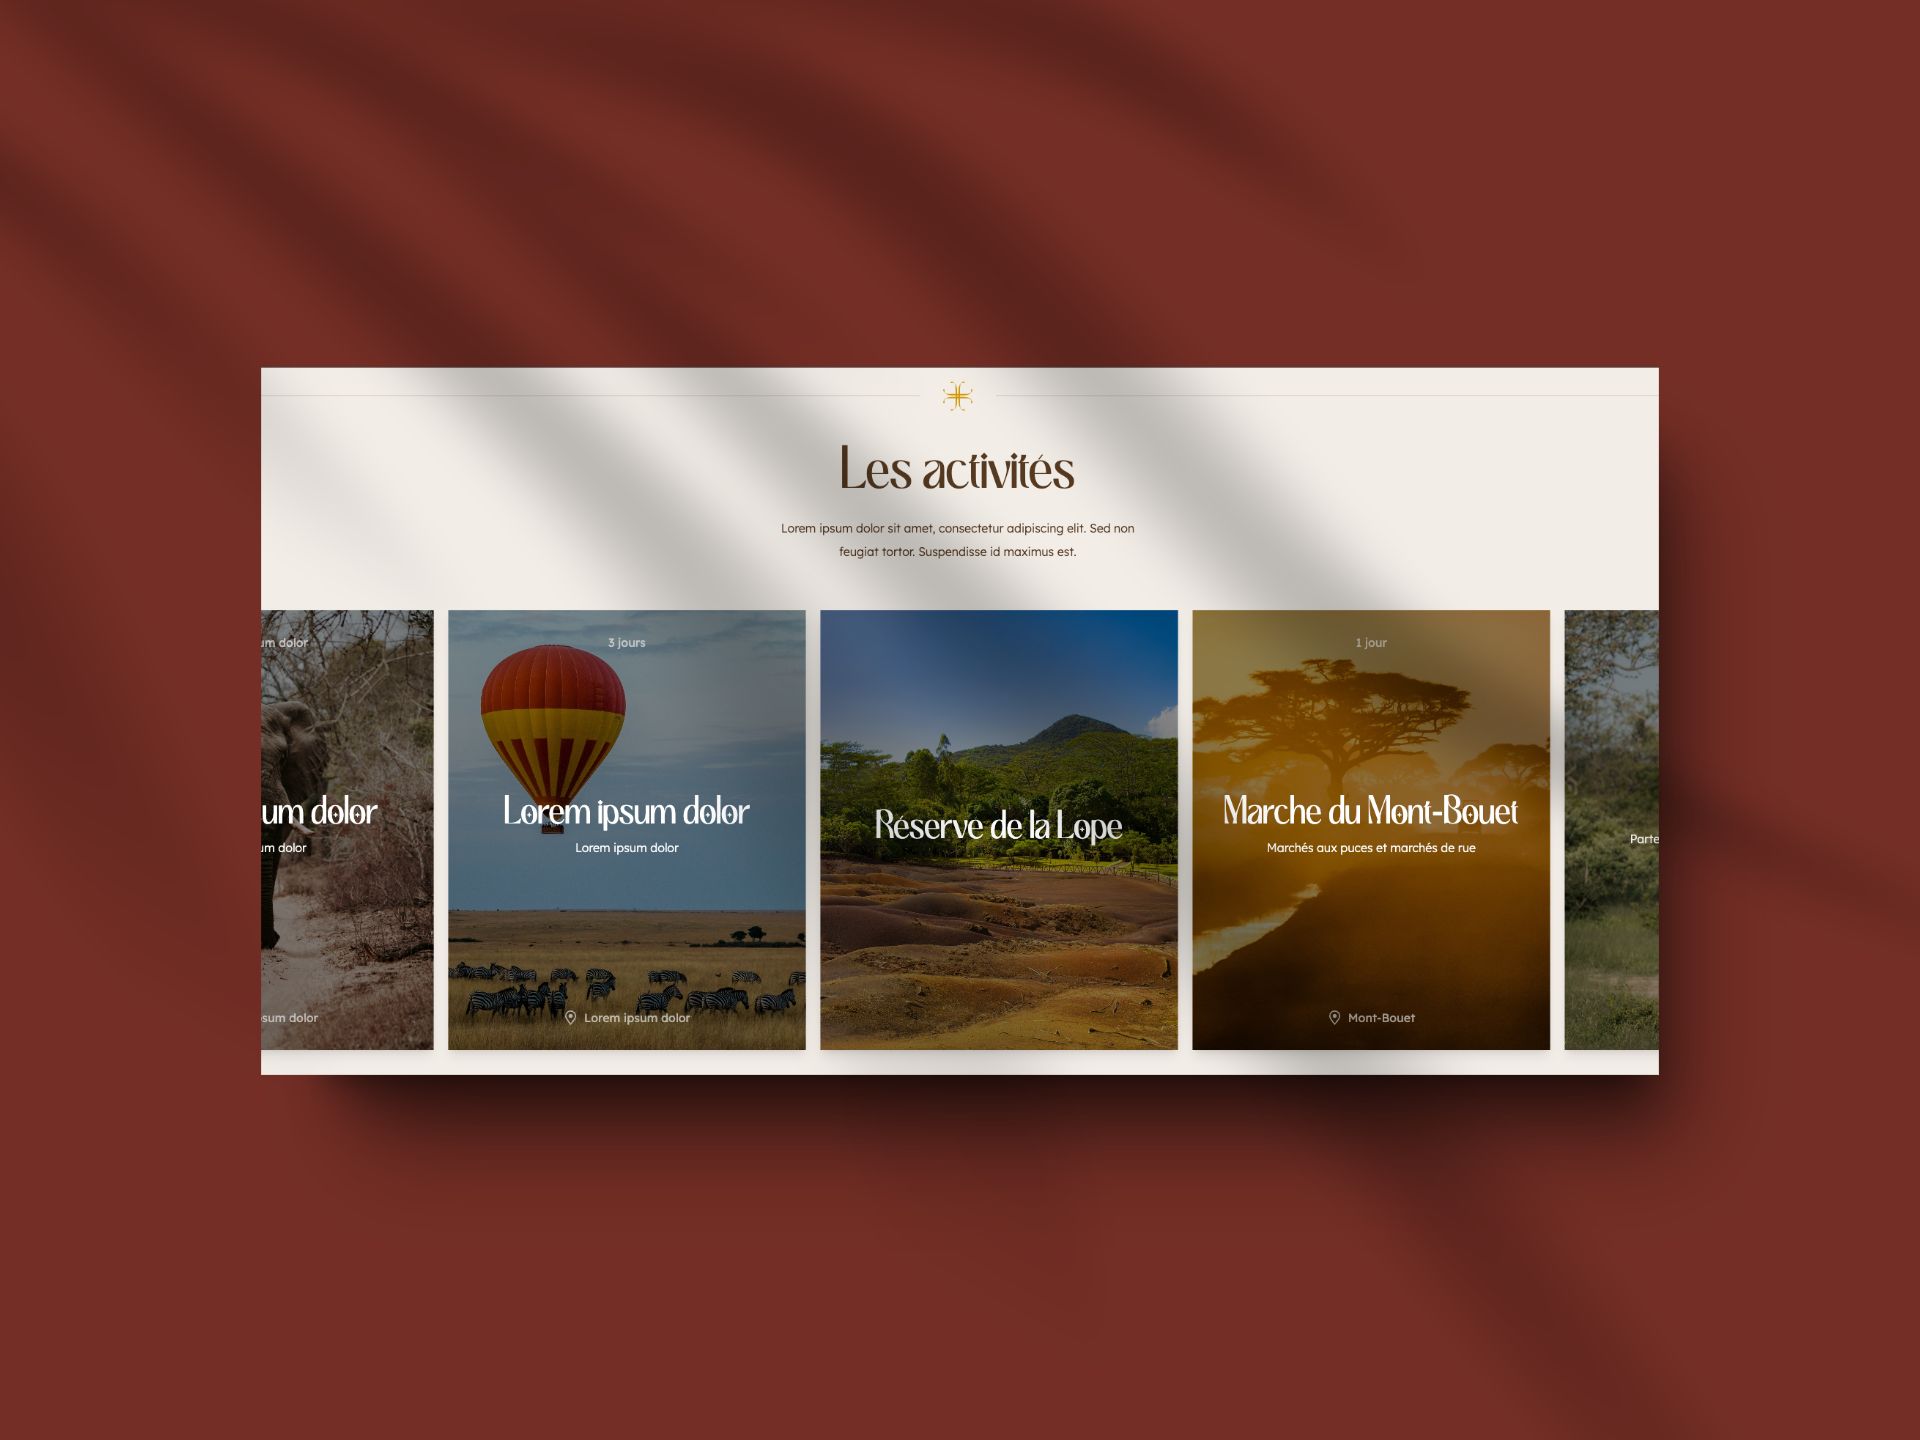 Les activités
Lorem ipsum dolor sit amet, consectetur adipiscing elit. Sed non
feugiat tortor. Suspendisse id maximus est.
um dolor
um dolor
um dolor
sum dolor
3 jours
Lorem ipsum dolor
Lorem ipsum dolor
Lorem ipsum dolor
Réserve de la Lope
1 jour
Marche du Mont-Bouet
Marchés aux puces et marchés de rue
Mont-Bouet
Parte